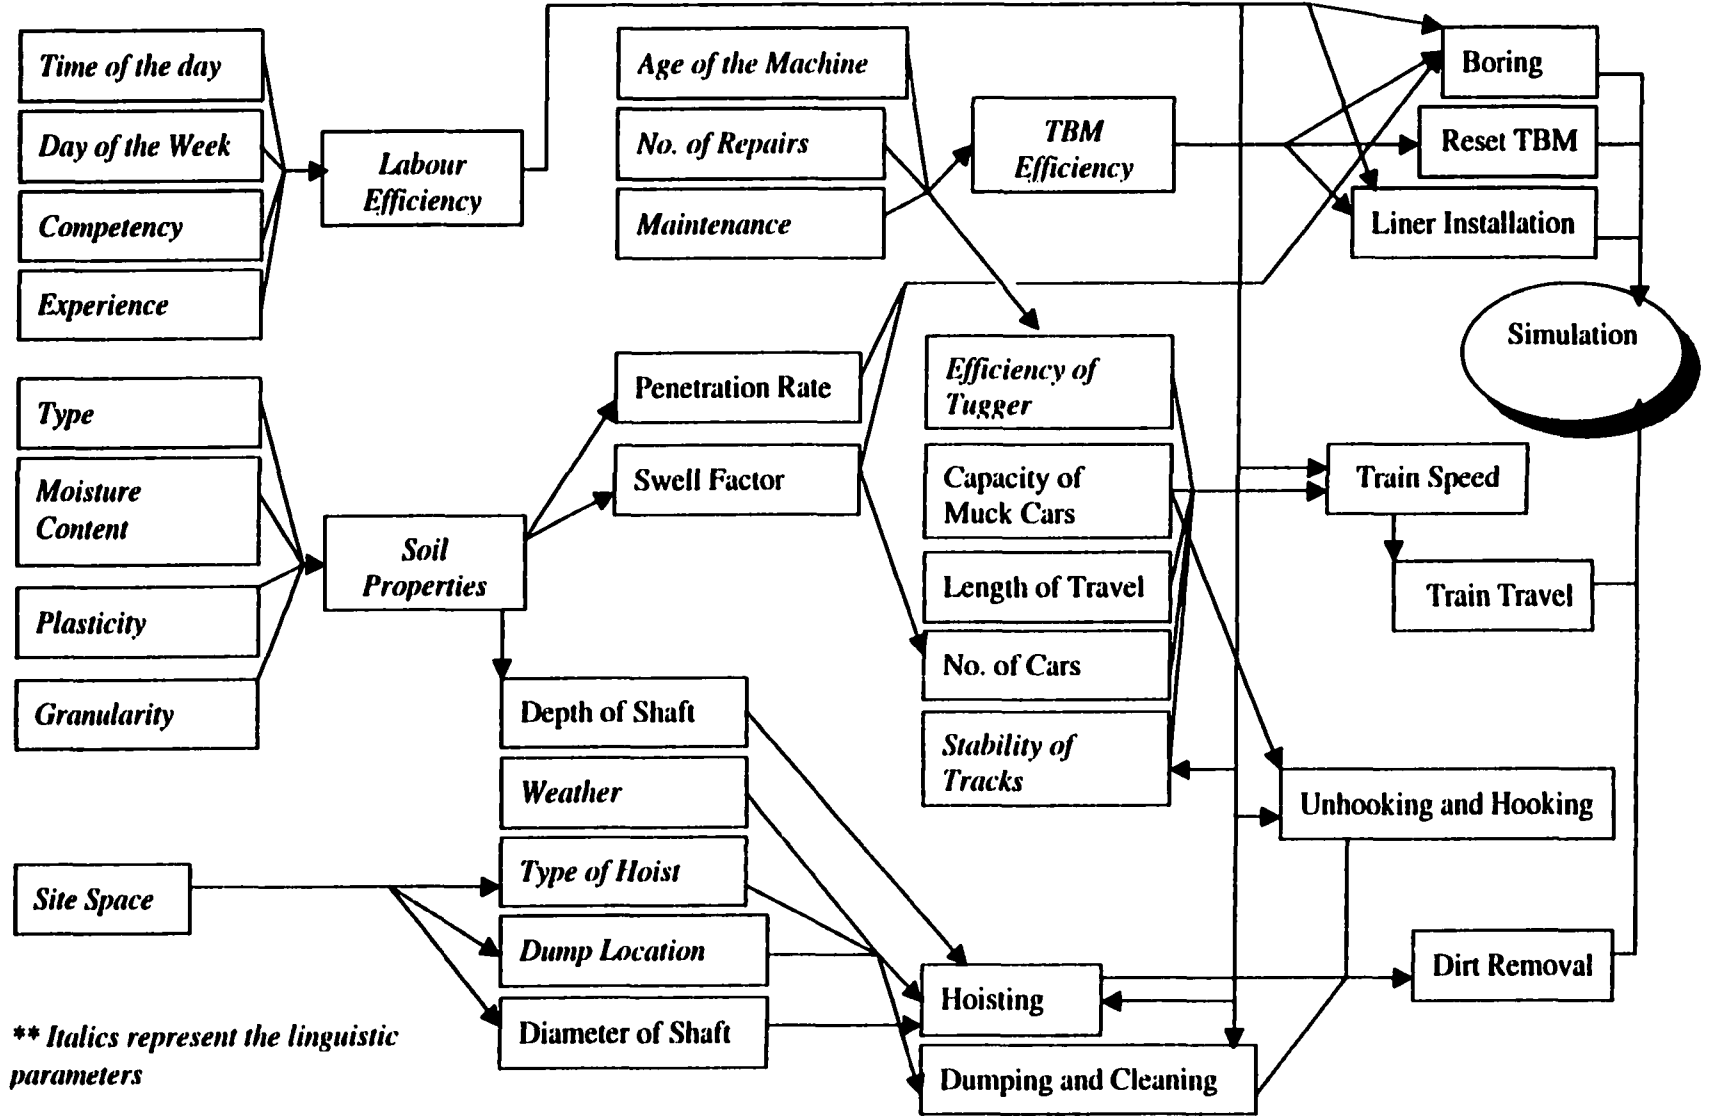 Time of the day
Day of the Week
Competency
Experience
Labour
Efficiency
Age of the Machine
No. of Repairs
Maintenance
TBM
Efficiency
Boring
Reset TBM
Liner Installation
Simulation
Type
Moisture
Content
Plasticity
Granularity
Soil
Properties
Penetration Rate
Swell Factor
Efficiency of
Tugger
Capacity of
Muck Cars
Length of Travel
No. of Cars
Stability of
Tracks
Train Speed
Train Travel
Unhooking and Hooking
Depth of Shaft
Weather
Type of Hoist
Dump Location
Diameter of Shaft
Site Space
Hoisting
Dumping and Cleaning
Dirt Removal
** Italics represent the linguistic
parameters